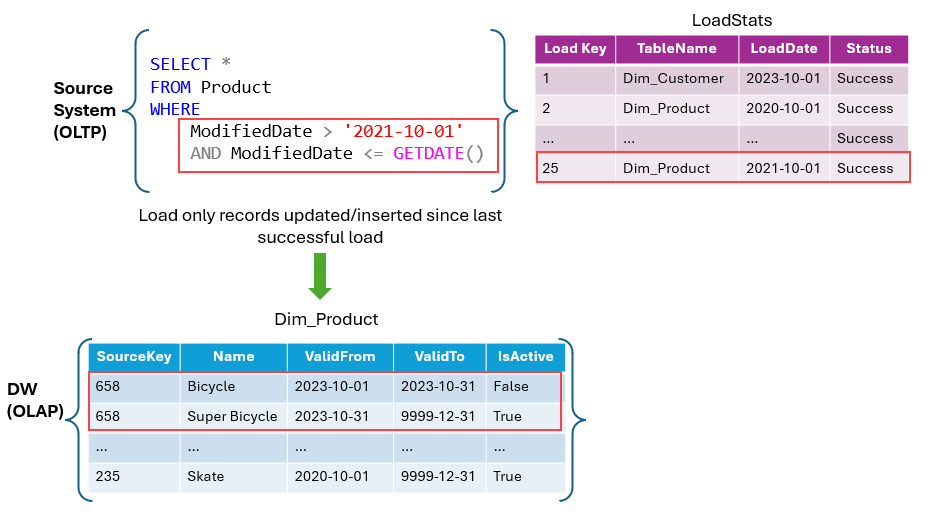 LoadStats
Load Key TableName LoadDate Status
1 Dim_Customer 2023-10-01 Success
2 Dim_Product 2020-10-01 Success
... ... ... Success
25 Dim_Product 2021-10-01 Success
Source
System
(OLTP)
SELECT *
FROM Product
WHERE
ModifiedDate > '2021-10-01'
AND ModifiedDate <= GETDATE()
Load only records updated/inserted since last
successful load
Dim_Product
DW
(OLAP)
SourceKey Name ValidFrom ValidTo IsActive
658 Bicycle 2023-10-01 2023-10-31 False
658 Super Bicycle 2023-10-31 9999-12-31 True
... ... ... ... ...
235 Skate 2020-10-01 9999-12-31 True